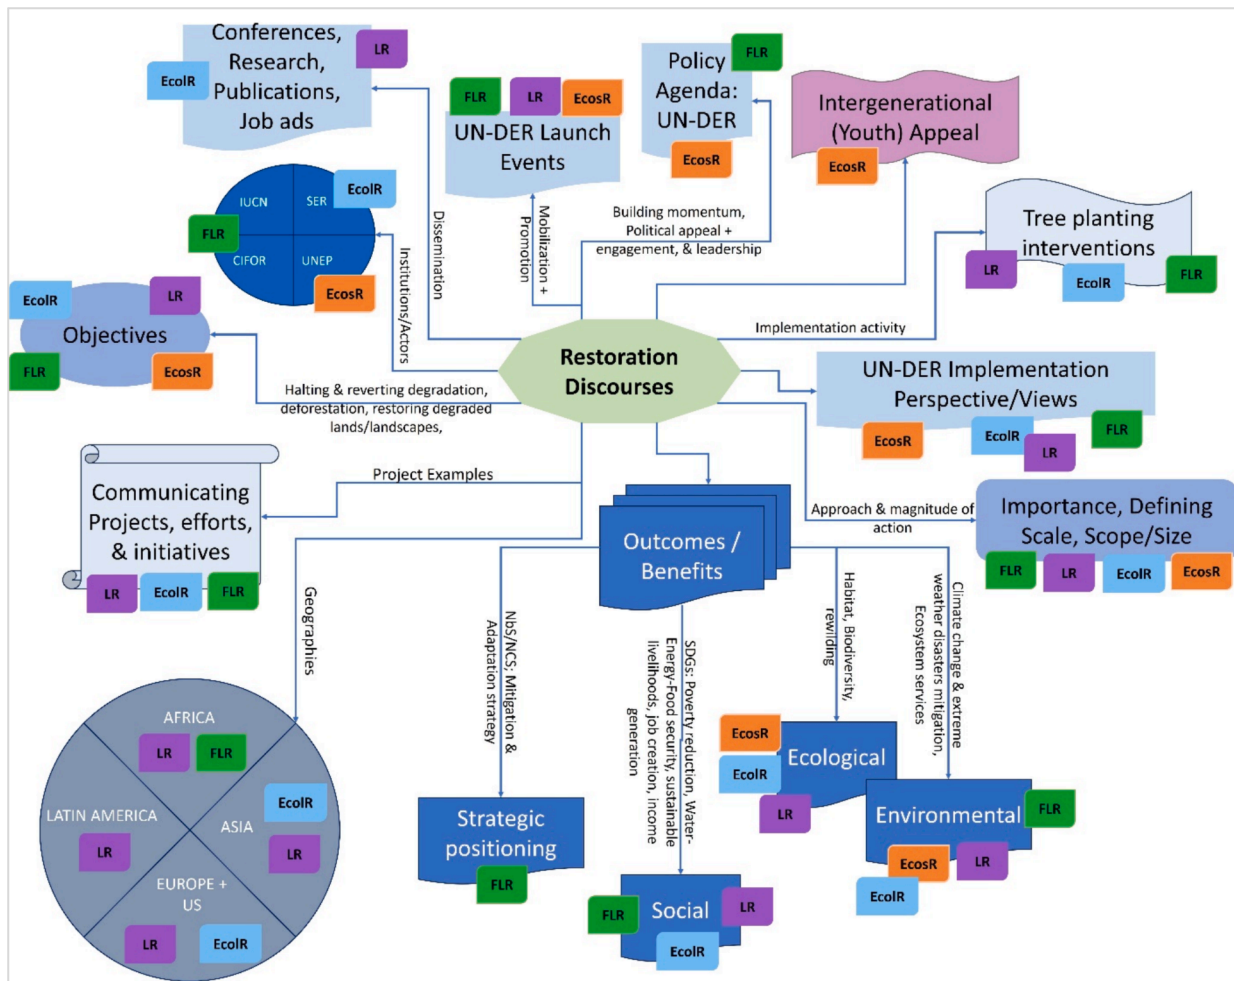 Conferences,
Research,
Publications,
Job ads
LR
EcolR
FLR
LR
EcosR
UN-DER Launch
Events
FLR
Policy
Agenda:
UN-DER
EcosR
Intergenerational
(Youth) Appeal
EcosR
IUCN
SER
CIFOR
UNEP
EcolR
FLR
EcosR
Dissemination
Institutions/Actors
Mobilization +
Promotion
Building momentum,
Political appeal +
engagement, & leadership
Tree planting
interventions
LR
EcolR
FLR
EcolR
LR
Objectives
FLR
EcosR
Implementation activity
Restoration
Discourses
Halting & reverting degradation,
deforestation, restoring degraded
lands/landscapes,
UN-DER Implementation
Perspective/Views
EcosR
EcolR
LR
FLR
Project Examples
Communicating
Projects, efforts,
& initiatives
LR
EcolR
FLR
Approach & magnitude of
action
Importance, Defining
Scale, Scope/Size
FLR
LR
EcolR
EcosR
Outcomes /
Benefits
Geographies
NbS/NCS; Mitigation &
Adaptation strategy
SDGs: Poverty reduction, Water-
Energy-Food security, sustainable
livelihoods, job creation, income
generation
Habitat, Biodiversity,
rewilding
Climate change & extreme
weather disasters mitigation,
Ecosystem services
AFRICA
LR
FLR
LATIN AMERICA
LR
ASIA
EcolR
LR
EUROPE +
US
LR
EcolR
Strategic
positioning
FLR
Social
FLR
LR
EcolR
Ecological
EcosR
EcolR
LR
Environmental
FLR
EcosR
LR
EcolR